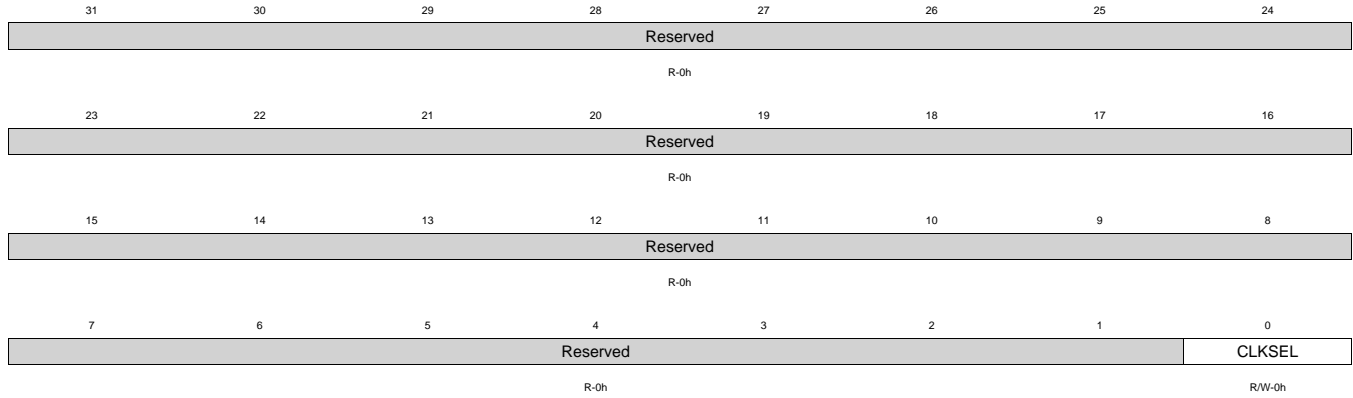 31 30 29 28 27 26 25 24
Reserved
R-0h
23 22 21 20 19 18 17 16
Reserved
R-0h
15 14 13 12 11 10 9 8
Reserved
R-0h
7 6 5 4 3 2 1 0
Reserved CLKSEL
R-0h R/W-0h